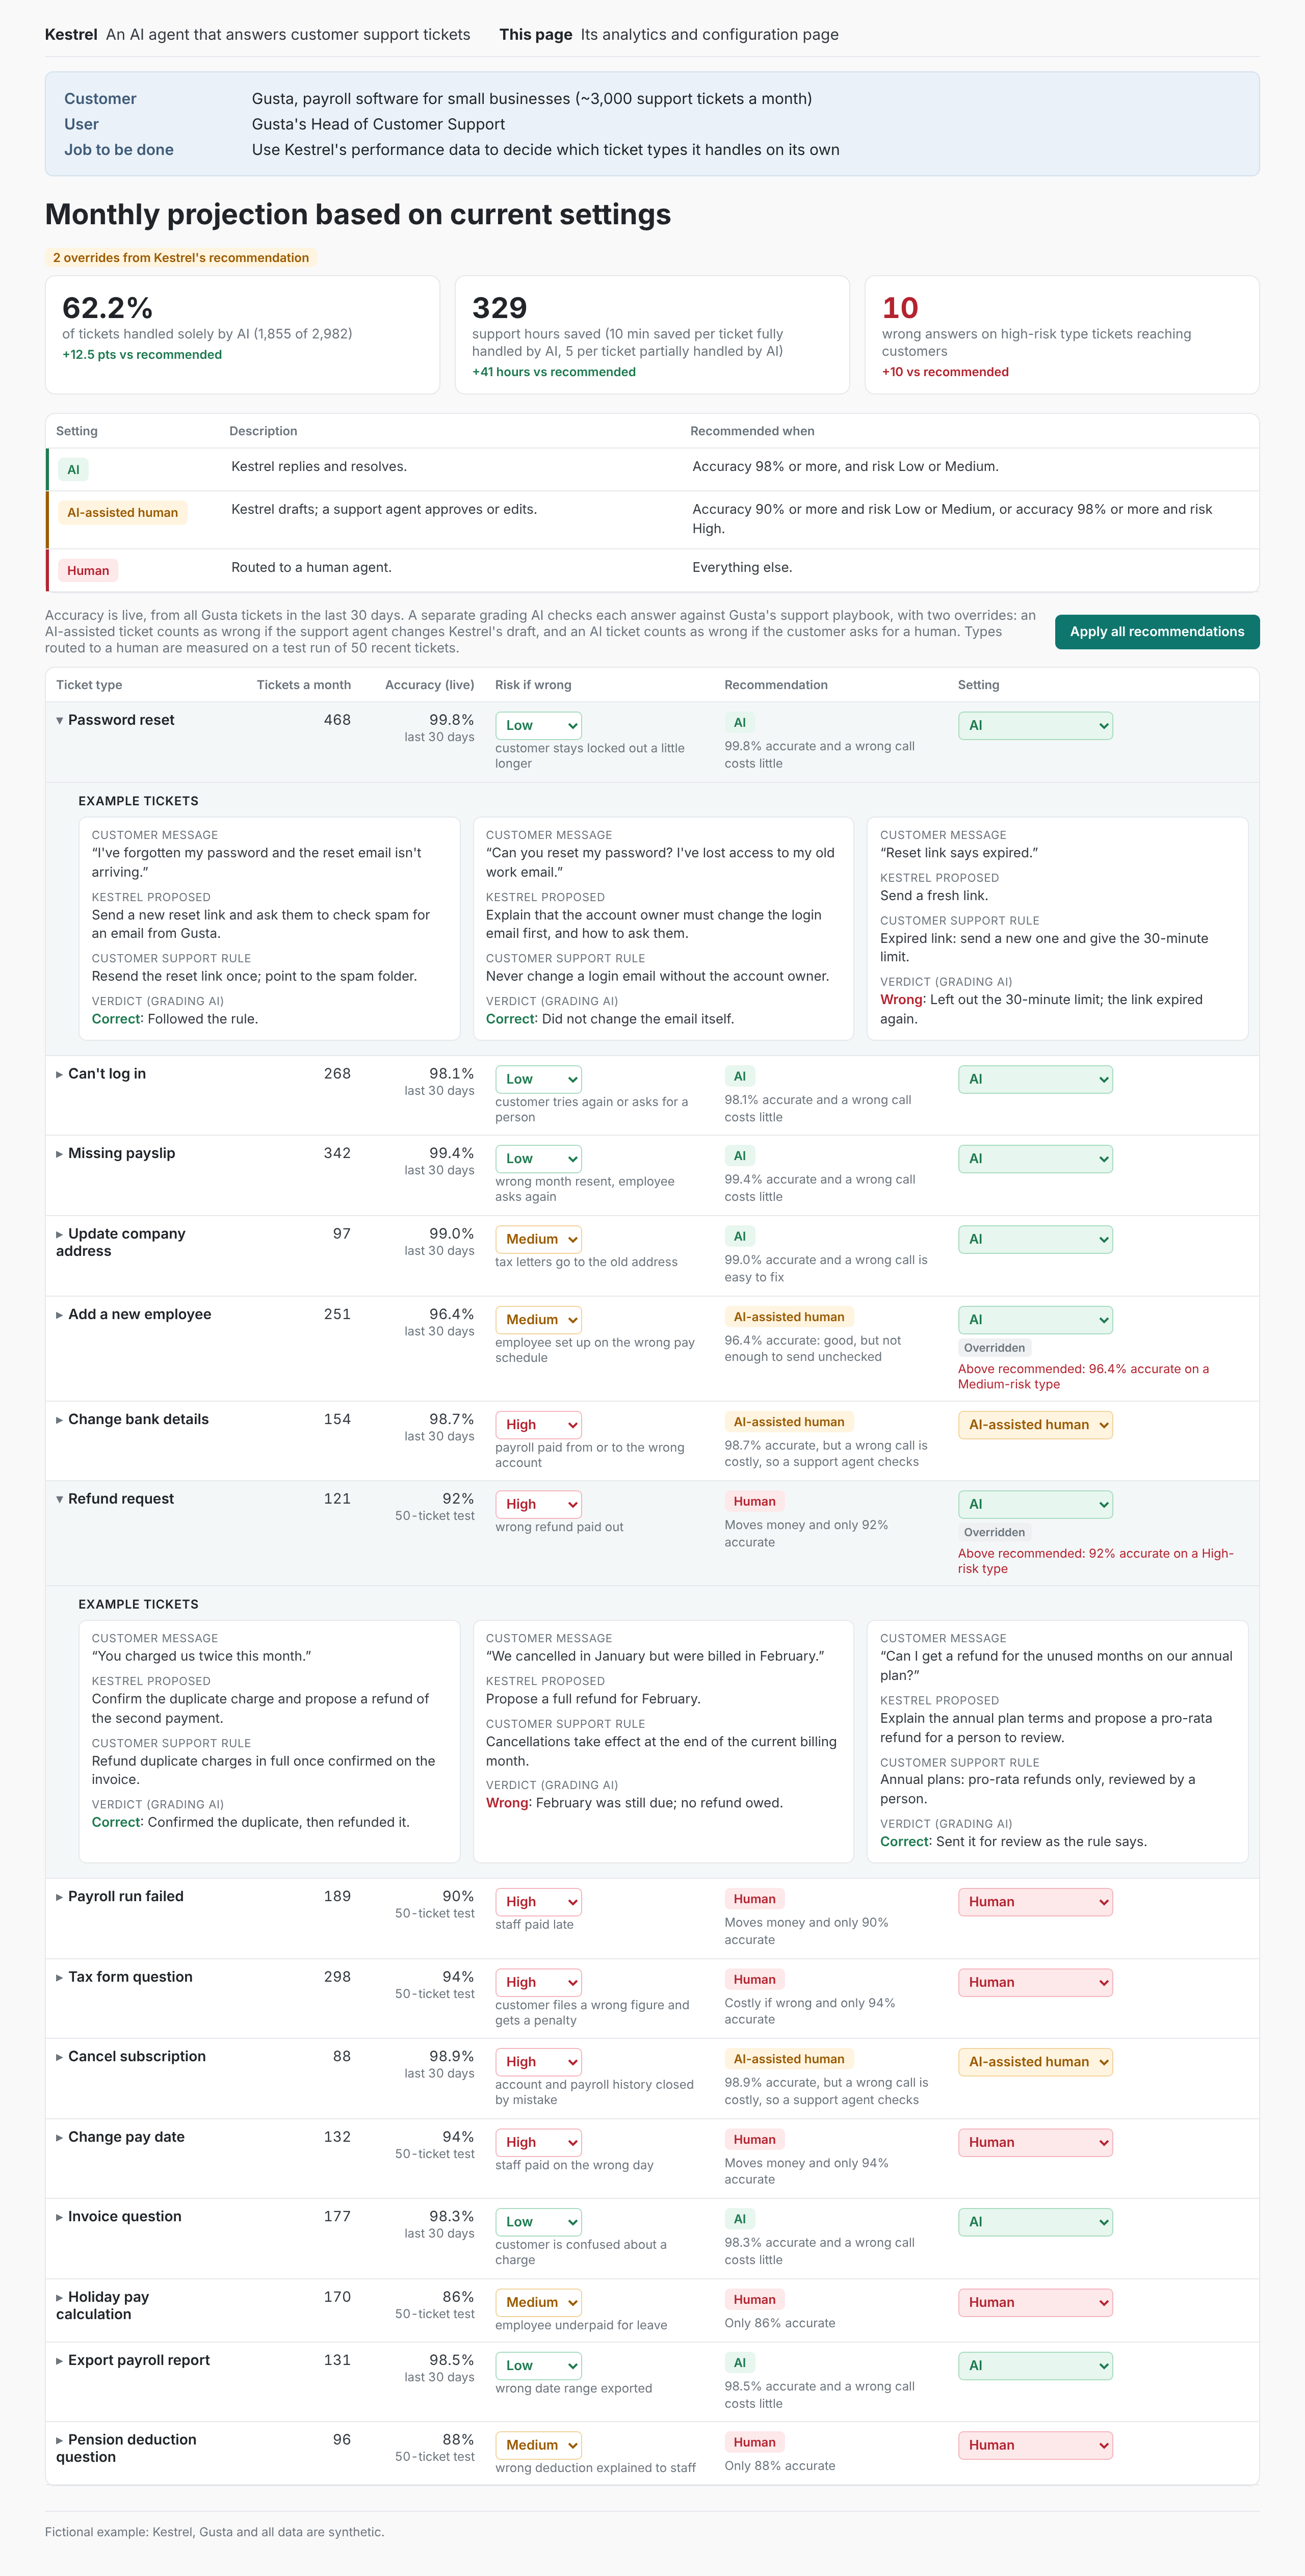 Kestrel An AI agent that answers customer support tickets This page Its analytics and configuration page
Customer Gusta, payroll software for small businesses (~3,000 support tickets a month)
User Gusta's Head of Customer Support
Job to be done Use Kestrel's performance data to decide which ticket types it handles on its own
Monthly projection based on current settings
2 overrides from Kestrel's recommendation
62.2%
of tickets handled solely by AI (1,855 of 2,982)
+12.5 pts vs recommended
329
support hours saved (10 min saved per ticket fully
handled by AI, 5 per ticket partially handled by AI)
+41 hours vs recommended
10
wrong answers on high-risk type tickets reaching
customers
+10 vs recommended
Setting Description Recommended when
AI Kestrel replies and resolves. Accuracy 98% or more, and risk Low or Medium.
AI-assisted human Kestrel drafts; a support agent approves or edits. Accuracy 90% or more and risk Low or Medium, or accuracy 98% or more and risk
High.
Human Routed to a human agent. Everything else.
Accuracy is live, from all Gusta tickets in the last 30 days. A separate grading AI checks each answer against Gusta's support playbook, with two overrides: an
AI-assisted ticket counts as wrong if the support agent changes Kestrel's draft, and an AI ticket counts as wrong if the customer asks for a human. Types
routed to a human are measured on a test run of 50 recent tickets.
Apply all recommendations
Ticket type Tickets a month Accuracy (live) Risk if wrong Recommendation Setting
▾ Password reset 468 99.8% Low AI AI
last 30 days
customer stays locked out a little
longer
99.8% accurate and a wrong call
costs little
EXAMPLE TICKETS
CUSTOMER MESSAGE
“I've forgotten my password and the reset email isn't
arriving.”
KESTREL PROPOSED
Send a new reset link and ask them to check spam for
an email from Gusta.
CUSTOMER SUPPORT RULE
Resend the reset link once; point to the spam folder.
VERDICT (GRADING AI)
Correct: Followed the rule.
CUSTOMER MESSAGE
“Can you reset my password? I've lost access to my old
work email.”
KESTREL PROPOSED
Explain that the account owner must change the login
email first, and how to ask them.
CUSTOMER SUPPORT RULE
Never change a login email without the account owner.
VERDICT (GRADING AI)
Correct: Did not change the email itself.
CUSTOMER MESSAGE
“Reset link says expired.”
KESTREL PROPOSED
Send a fresh link.
CUSTOMER SUPPORT RULE
Expired link: send a new one and give the 30-minute
limit.
VERDICT (GRADING AI)
Wrong: Left out the 30-minute limit; the link expired
again.
▸ Can't log in 268 98.1% Low AI AI
last 30 days
customer tries again or asks for a
person
98.1% accurate and a wrong call
costs little
▸ Missing payslip 342 99.4% Low AI AI
last 30 days
wrong month resent, employee
asks again
99.4% accurate and a wrong call
costs little
▸ Update company
address
97 99.0% Medium AI AI
last 30 days
tax letters go to the old address
99.0% accurate and a wrong call is
easy to fix
▸ Add a new employee 251 96.4% Medium AI-assisted human AI
last 30 days
employee set up on the wrong pay
schedule
96.4% accurate: good, but not
enough to send unchecked
Overridden
Above recommended: 96.4% accurate on a
Medium-risk type
▸ Change bank details 154 98.7% High AI-assisted human AI-assisted human
last 30 days
payroll paid from or to the wrong
account
98.7% accurate, but a wrong call is
costly, so a support agent checks
▾ Refund request 121 92% High Human AI
50-ticket test
wrong refund paid out
Moves money and only 92%
accurate
Overridden
Above recommended: 92% accurate on a High-
risk type
EXAMPLE TICKETS
CUSTOMER MESSAGE
“You charged us twice this month.”
KESTREL PROPOSED
Confirm the duplicate charge and propose a refund of
the second payment.
CUSTOMER SUPPORT RULE
Refund duplicate charges in full once confirmed on the
invoice.
VERDICT (GRADING AI)
Correct: Confirmed the duplicate, then refunded it.
CUSTOMER MESSAGE
“We cancelled in January but were billed in February.”
KESTREL PROPOSED
Propose a full refund for February.
CUSTOMER SUPPORT RULE
Cancellations take effect at the end of the current billing
month.
VERDICT (GRADING AI)
Wrong: February was still due; no refund owed.
CUSTOMER MESSAGE
“Can I get a refund for the unused months on our annual
plan?”
KESTREL PROPOSED
Explain the annual plan terms and propose a pro-rata
refund for a person to review.
CUSTOMER SUPPORT RULE
Annual plans: pro-rata refunds only, reviewed by a
person.
VERDICT (GRADING AI)
Correct: Sent it for review as the rule says.
▸ Payroll run failed 189 90% High Human Human
50-ticket test
staff paid late
Moves money and only 90%
accurate
▸ Tax form question 298 94% High Human Human
50-ticket test
customer files a wrong figure and
gets a penalty
Costly if wrong and only 94%
accurate
▸ Cancel subscription 88 98.9% High AI-assisted human AI-assisted human
last 30 days
account and payroll history closed
by mistake
98.9% accurate, but a wrong call is
costly, so a support agent checks
▸ Change pay date 132 94% High Human Human
50-ticket test
staff paid on the wrong day
Moves money and only 94%
accurate
▸ Invoice question 177 98.3% Low AI AI
last 30 days
customer is confused about a
charge
98.3% accurate and a wrong call
costs little
▸ Holiday pay
calculation
170 86% Medium Human Human
50-ticket test
employee underpaid for leave
Only 86% accurate
▸ Export payroll report 131 98.5% Low AI AI
last 30 days
wrong date range exported
98.5% accurate and a wrong call
costs little
▸ Pension deduction
question
96 88% Medium Human Human
50-ticket test
wrong deduction explained to staff
Only 88% accurate
Fictional example: Kestrel, Gusta and all data are synthetic.